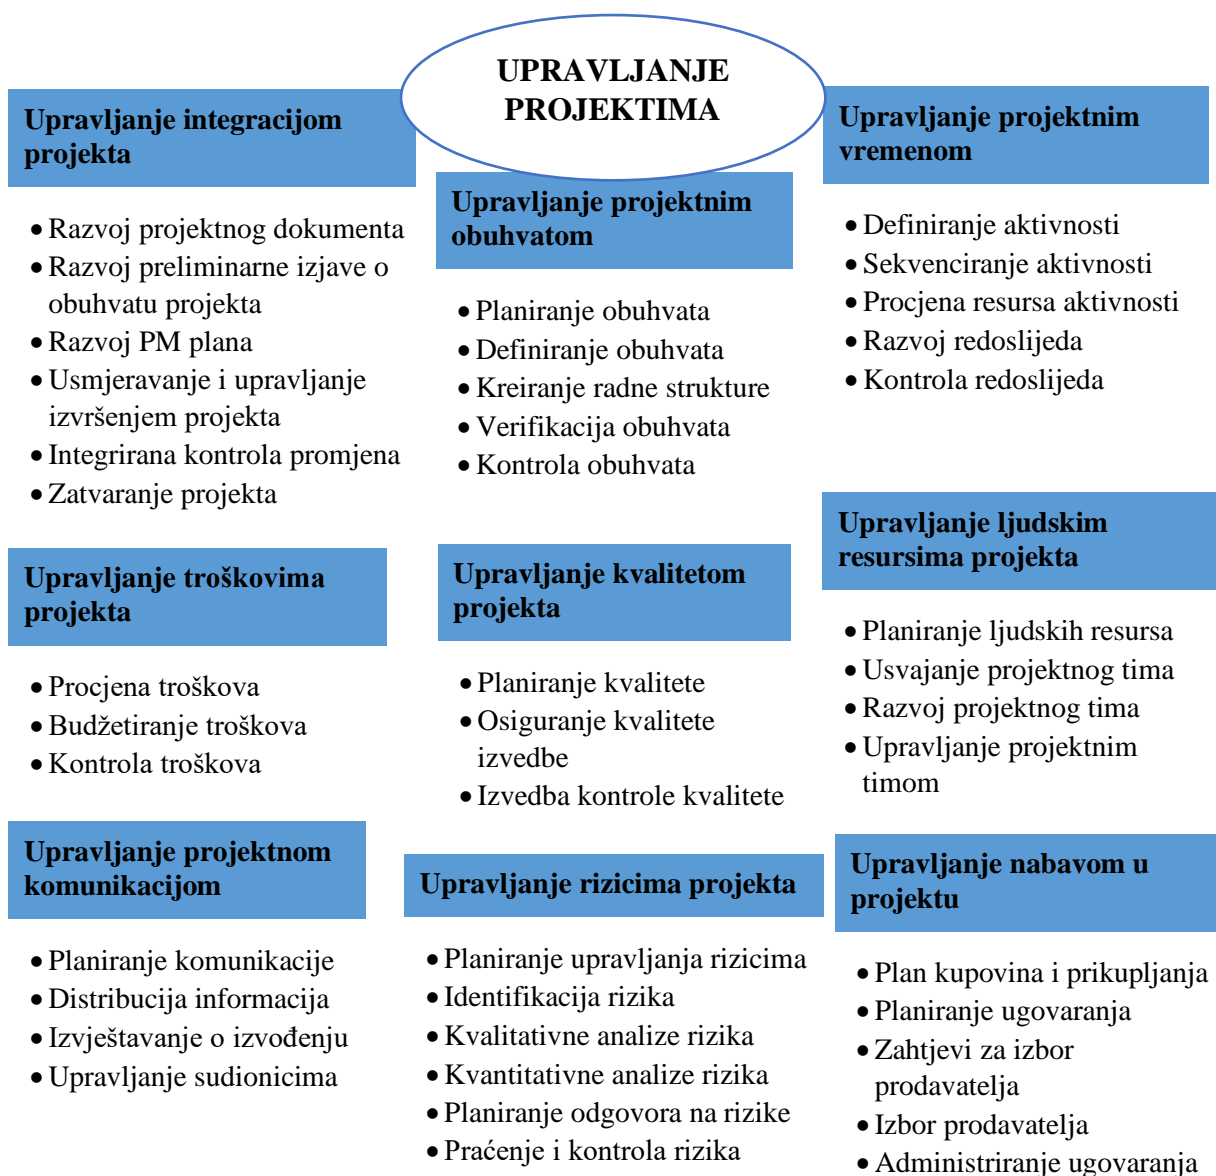 UPRAVLJANJE
PROJEKTIMA
Upravljanje integracijom
projekta
• Razvoj projektnog dokumenta
• Razvoj preliminarne izjave o
obuhvatu projekta
• Razvoj PM plana
• Usmjeravanje i upravljanje
izvršenjem projekta
• Integrirana kontrola promjena
• Zatvaranje projekta
Upravljanje projektnim
obuhvatom
• Planiranje obuhvata
• Definiranje obuhvata
• Kreiranje radne strukture
• Verifikacija obuhvata
• Kontrola obuhvata
Upravljanje projektnim
vremenom
• Definiranje aktivnosti
• Sekvenciranje aktivnosti
• Procjena resursa aktivnosti
• Razvoj redoslijeda
• Kontrola redoslijeda
Upravljanje troškovima
projekta
• Procjena troškova
• Budžetiranje troškova
• Kontrola troškova
Upravljanje kvalitetom
projekta
• Planiranje kvalitete
• Osiguranje kvalitete
izvedbe
• Izvedba kontrole kvalitete
Upravljanje ljudskim
resursima projekta
• Planiranje ljudskih resursa
• Usvajanje projektnog tima
• Razvoj projektnog tima
• Upravljanje projektnim
timom
Upravljanje projektnom
komunikacijom
• Planiranje komunikacije
• Distribucija informacija
• Izvještavanje o izvođenju
• Upravljanje sudionicima
Upravljanje rizicima projekta
• Planiranje upravljanja rizicima
• Identifikacija rizika
• Kvalitativne analize rizika
• Kvantitativne analize rizika
• Planiranje odgovora na rizike
• Praćenje i kontrola rizika
Upravljanje nabavom u
projektu
• Plan kupovina i prikupljanja
• Planiranje ugovaranja
• Zahtjevi za izbor
prodavatelja
• Izbor prodavatelja
• Administriranje ugovaranja